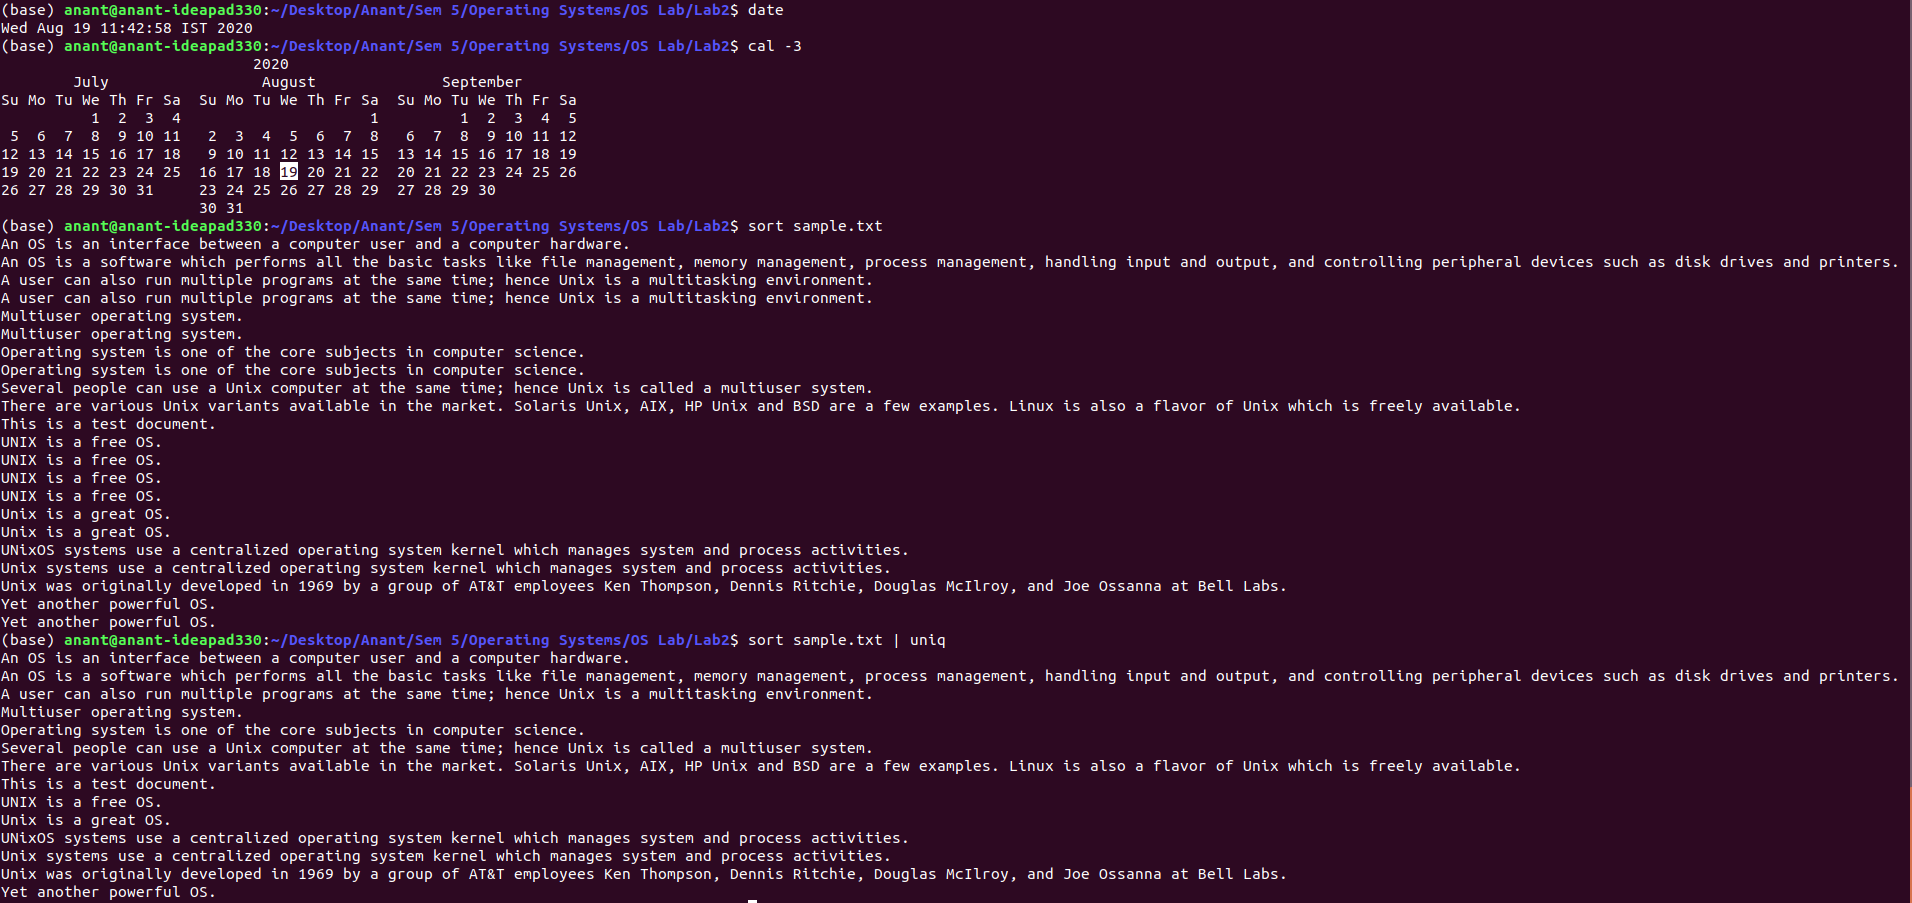 (base) anant@anant-ideapad330:~/Desktop/Anant/Sem 5/Operating Systems/OS Lab/Lab2$ date
Wed Aug 19 11:42:58 IST 2020
(base) anant@anant-ideapad330:~/Desktop/Anant/Sem 5/Operating Systems/OS Lab/Lab2$ cal -3
                            2020
        July                 August              September
Su Mo Tu We Th Fr Sa  Su Mo Tu We Th Fr Sa  Su Mo Tu We Th Fr Sa
          1  2  3  4                     1         1  2  3  4  5
 5  6  7  8  9 10 11   2  3  4  5  6  7  8   6  7  8  9 10 11 12
12 13 14 15 16 17 18   9 10 11 12 13 14 15  13 14 15 16 17 18 19
19 20 21 22 23 24 25  16 17 18 19 20 21 22  20 21 22 23 24 25 26
26 27 28 29 30 31     23 24 25 26 27 28 29  27 28 29 30
                      30 31
(base) anant@anant-ideapad330:~/Desktop/Anant/Sem 5/Operating Systems/OS Lab/Lab2$ sort sample.txt
An OS is an interface between a computer user and a computer hardware.
An OS is a software which performs all the basic tasks like file management, memory management, process management, handling input and output, and controlling peripheral devices such as disk drives and printers.
A user can also run multiple programs at the same time; hence Unix is a multitasking environment.
A user can also run multiple programs at the same time; hence Unix is a multitasking environment.
Multiuser operating system.
Multiuser operating system.
Operating system is one of the core subjects in computer science.
Operating system is one of the core subjects in computer science.
Several people can use a Unix computer at the same time; hence Unix is called a multiuser system.
There are various Unix variants available in the market. Solaris Unix, AIX, HP Unix and BSD are a few examples. Linux is also a flavor of Unix which is freely available.
This is a test document.
UNIX is a free OS.
UNIX is a free OS.
UNIX is a free OS.
UNIX is a free OS.
Unix is a great OS.
Unix is a great OS.
UNixOS systems use a centralized operating system kernel which manages system and process activities.
Unix systems use a centralized operating system kernel which manages system and process activities.
Unix was originally developed in 1969 by a group of AT&T employees Ken Thompson, Dennis Ritchie, Douglas McIlroy, and Joe Ossanna at Bell Labs.
Yet another powerful OS.
Yet another powerful OS.
(base) anant@anant-ideapad330:~/Desktop/Anant/Sem 5/Operating Systems/OS Lab/Lab2$ sort sample.txt | uniq
An OS is an interface between a computer user and a computer hardware.
An OS is a software which performs all the basic tasks like file management, memory management, process management, handling input and output, and controlling peripheral devices such as disk drives and printers.
A user can also run multiple programs at the same time; hence Unix is a multitasking environment.
Multiuser operating system.
Operating system is one of the core subjects in computer science.
Several people can use a Unix computer at the same time; hence Unix is called a multiuser system.
There are various Unix variants available in the market. Solaris Unix, AIX, HP Unix and BSD are a few examples. Linux is also a flavor of Unix which is freely available.
This is a test document.
UNIX is a free OS.
Unix is a great OS.
UNixOS systems use a centralized operating system kernel which manages system and process activities.
Unix systems use a centralized operating system kernel which manages system and process activities.
Unix was originally developed in 1969 by a group of AT&T employees Ken Thompson, Dennis Ritchie, Douglas McIlroy, and Joe Ossanna at Bell Labs.
Yet another powerful OS.